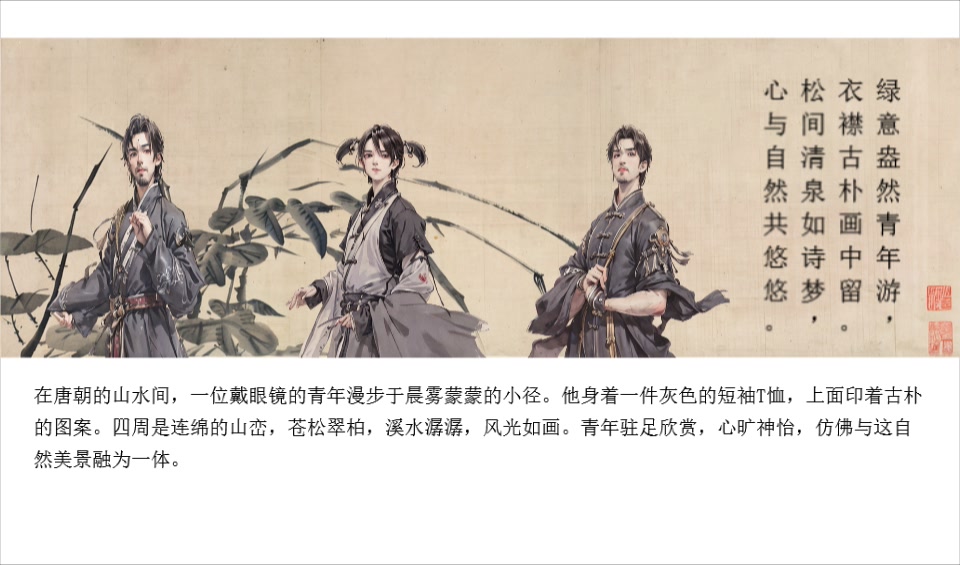 绿意盎然青年游，
衣襟古朴画中留。
松间清泉如诗梦，
心与自然共悠悠。
在唐朝的山水间，一位戴眼镜的青年漫步于晨雾蒙蒙的小径。他身着一件灰色的短袖T恤，上面印着古朴
的图案。四周是连绵的山峦，苍松翠柏，溪水潺潺，风光如画。青年驻足欣赏，心旷神怡，仿佛与这自
然美景融为一体。